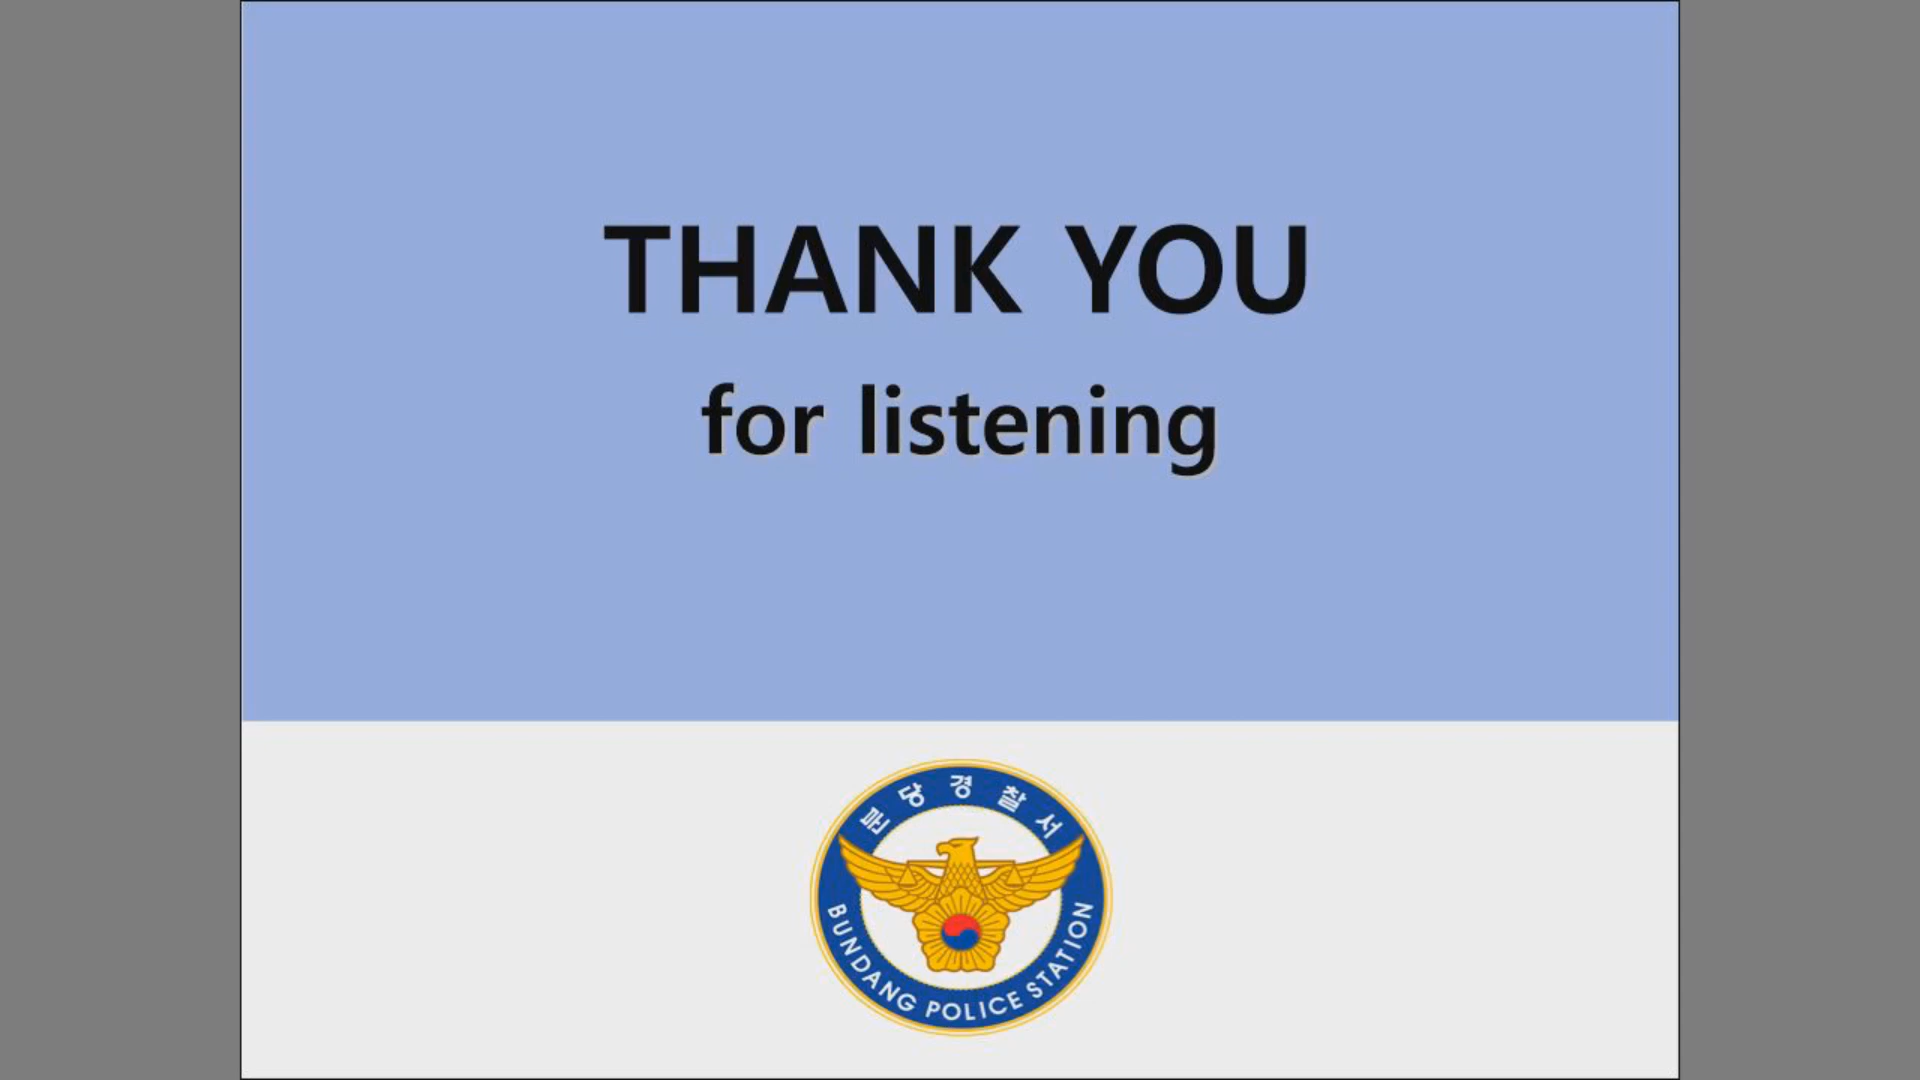 THANK YOU
for listening
분당경찰서
BUNDANG POLICE STATION